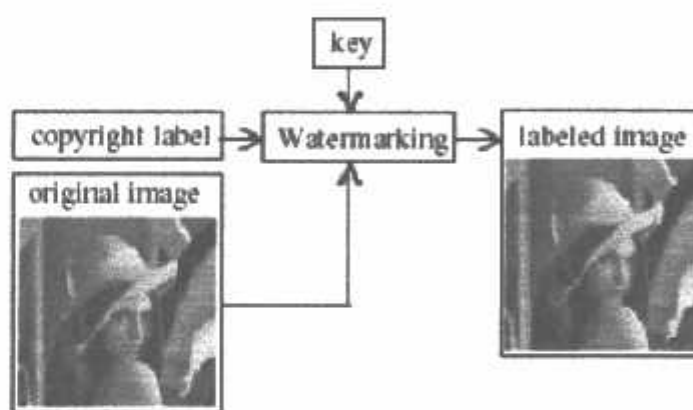 key
copyright label
Watermarking
labeled image
original image